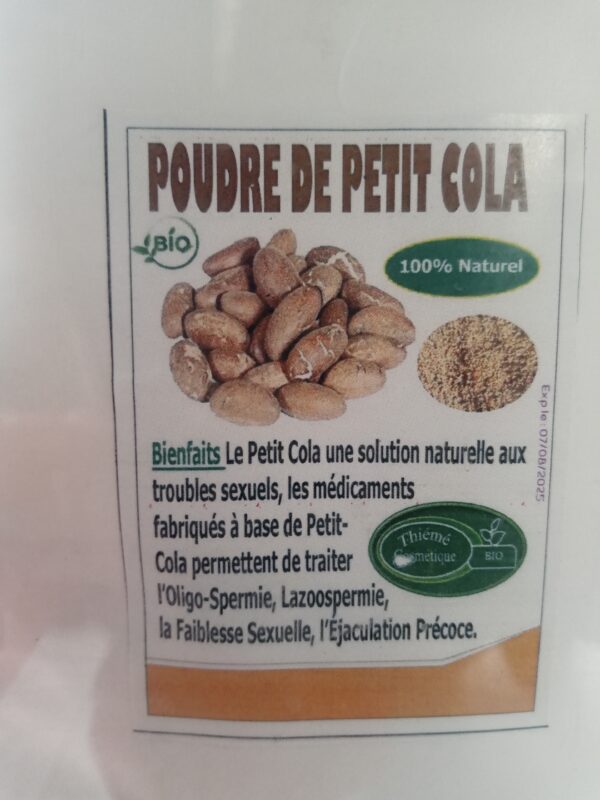 POUDRE DE PETIT COLA
BIO
100% Naturel
Exp le : 07/08/2025
Bienfaits Le Petit Cola une solution naturelle aux
troubles sexuels, les médicaments
fabriqués à base de Petit-
Cola permettent de traiter
l'Oligo-Spermie, Lazoospermie,
la Faiblesse Sexuelle, l'Éjaculation Précoce.
Thiémé
Cosmetique
BIO